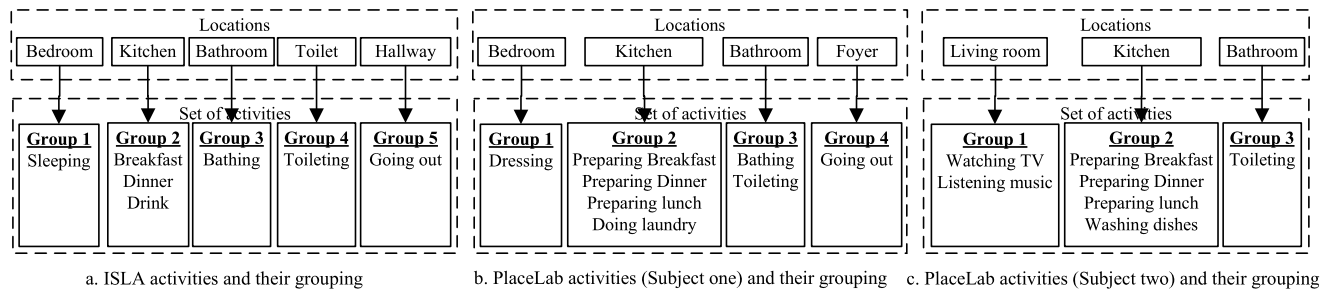 Locations
Bedroom
Kitchen
Bathroom
Toilet
Hallway
Set of activities
Group 1
Sleeping
Group 2
Breakfast
Dinner
Drink
Group 3
Bathing
Group 4
Toileting
Group 5
Going out
a. ISLA activities and their grouping
Locations
Bedroom
Kitchen
Bathroom
Foyer
Set of activities
Group 1
Dressing
Group 2
Preparing Breakfast
Preparing Dinner
Preparing lunch
Doing laundry
Group 3
Bathing
Toileting
Group 4
Going out
b. PlaceLab activities (Subject one) and their grouping
Locations
Living room
Kitchen
Bathroom
Set of activities
Group 1
Watching TV
Listening music
Group 2
Preparing Breakfast
Preparing Dinner
Preparing lunch
Washing dishes
Group 3
Toileting
c. PlaceLab activities (Subject two) and their grouping